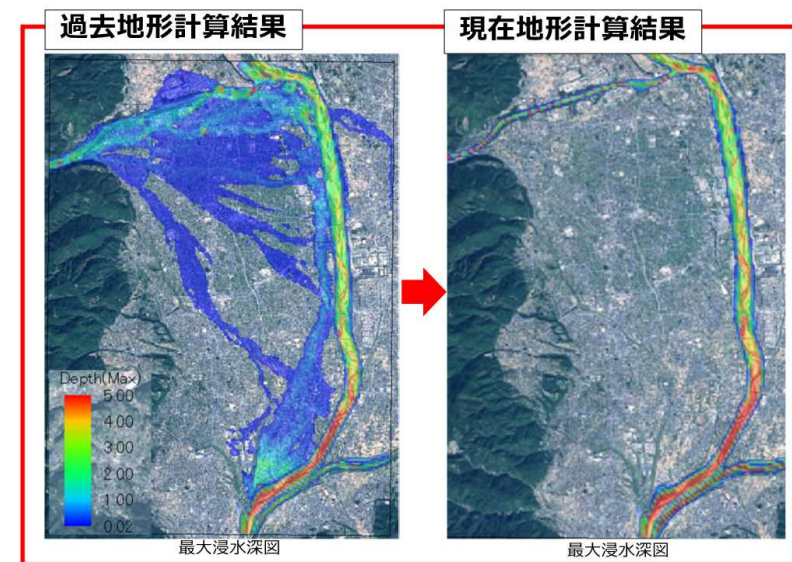 過去地形計算結果
現在地形計算結果
Depth(Max)
5.00
4.00
3.00
2.00
1.00
0.02
最大浸水深図
最大浸水深図